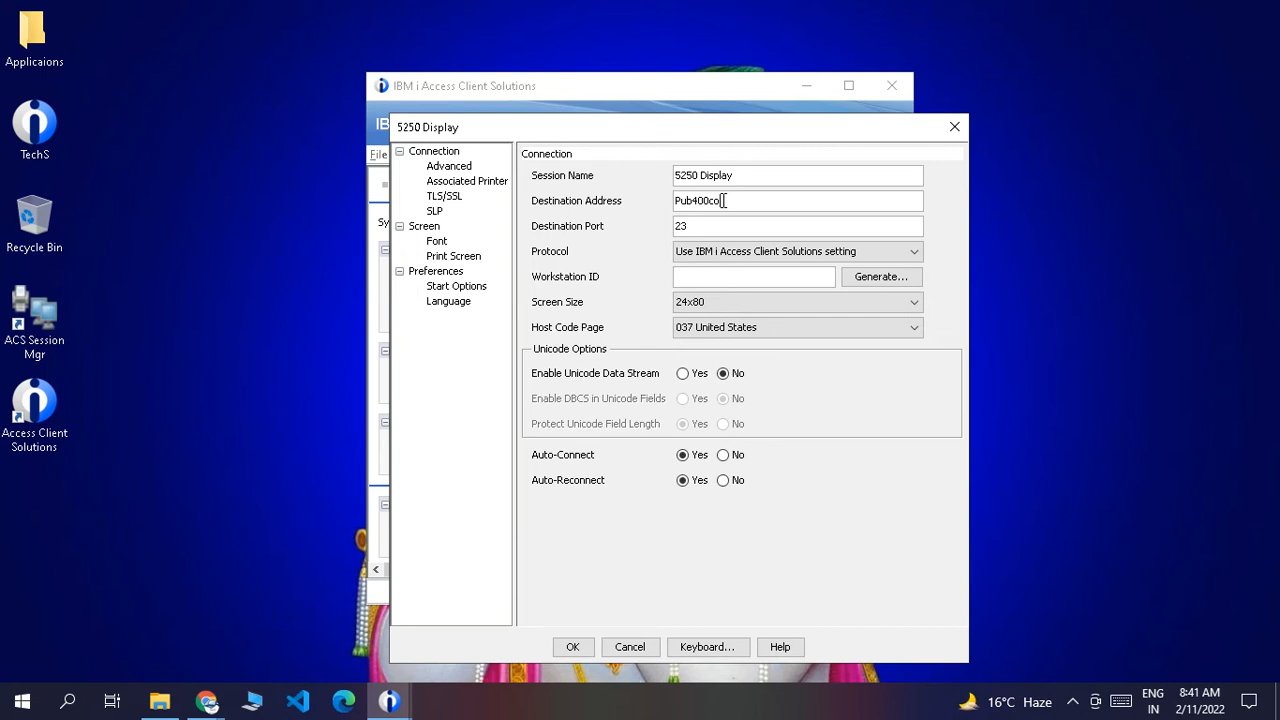 Applicaions
TechS
Recycle Bin
ACS Session
Mgr
Access Client
Solutions
IBM i Access Client Solutions
IB
File
Sy
5250 Display
Connection
Advanced
Associated Printer
TLS/SSL
SLP
Screen
Font
Print Screen
Preferences
Start Options
Language
Connection
Session Name 5250 Display
Destination Address Pub400co
Destination Port 23
Protocol Use IBM i Access Client Solutions setting
Workstation ID Generate...
Screen Size 24x80
Host Code Page 037 United States
Unicode Options
Enable Unicode Data Stream Yes No
Enable DBCS in Unicode Fields Yes No
Protect Unicode Field Length Yes No
Auto-Connect Yes No
Auto-Reconnect Yes No
OK Cancel Keyboard... Help
16°C Haze
ENG
IN
8:41 AM
2/11/2022